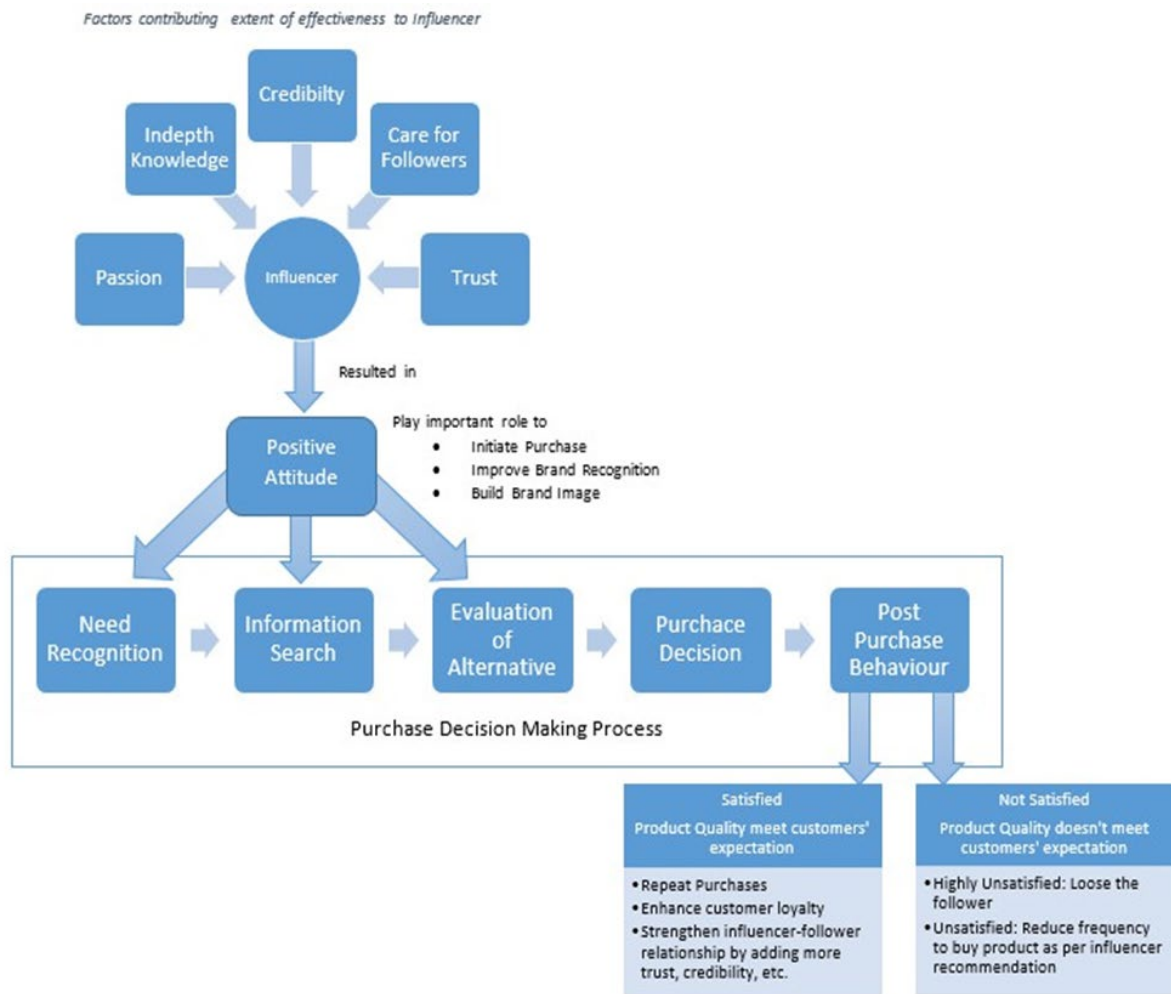 Factors contributing extent of effectiveness to Influencer
Credibilty
Indepth
Knowledge
Care for
Followers
Passion
Influencer
Trust
Resulted in
Positive
Attitude
Play important role to
• Initiate Purchase
• Improve Brand Recognition
• Build Brand Image
Need
Recognition
Information
Search
Evaluation
of
Alternative
Purchace
Decision
Post
Purchase
Behaviour
Purchase Decision Making Process
Satisfied
Product Quality meet customers'
expectation
• Repeat Purchases
• Enhance customer loyalty
• Strengthen influencer-follower
relationship by adding more
trust, credibility, etc.
Not Satisfied
Product Quality doesn't meet
customers' expectation
• Highly Unsatisfied: Loose the
follower
• Unsatisfied: Reduce frequency
to buy product as per influencer
recommendation